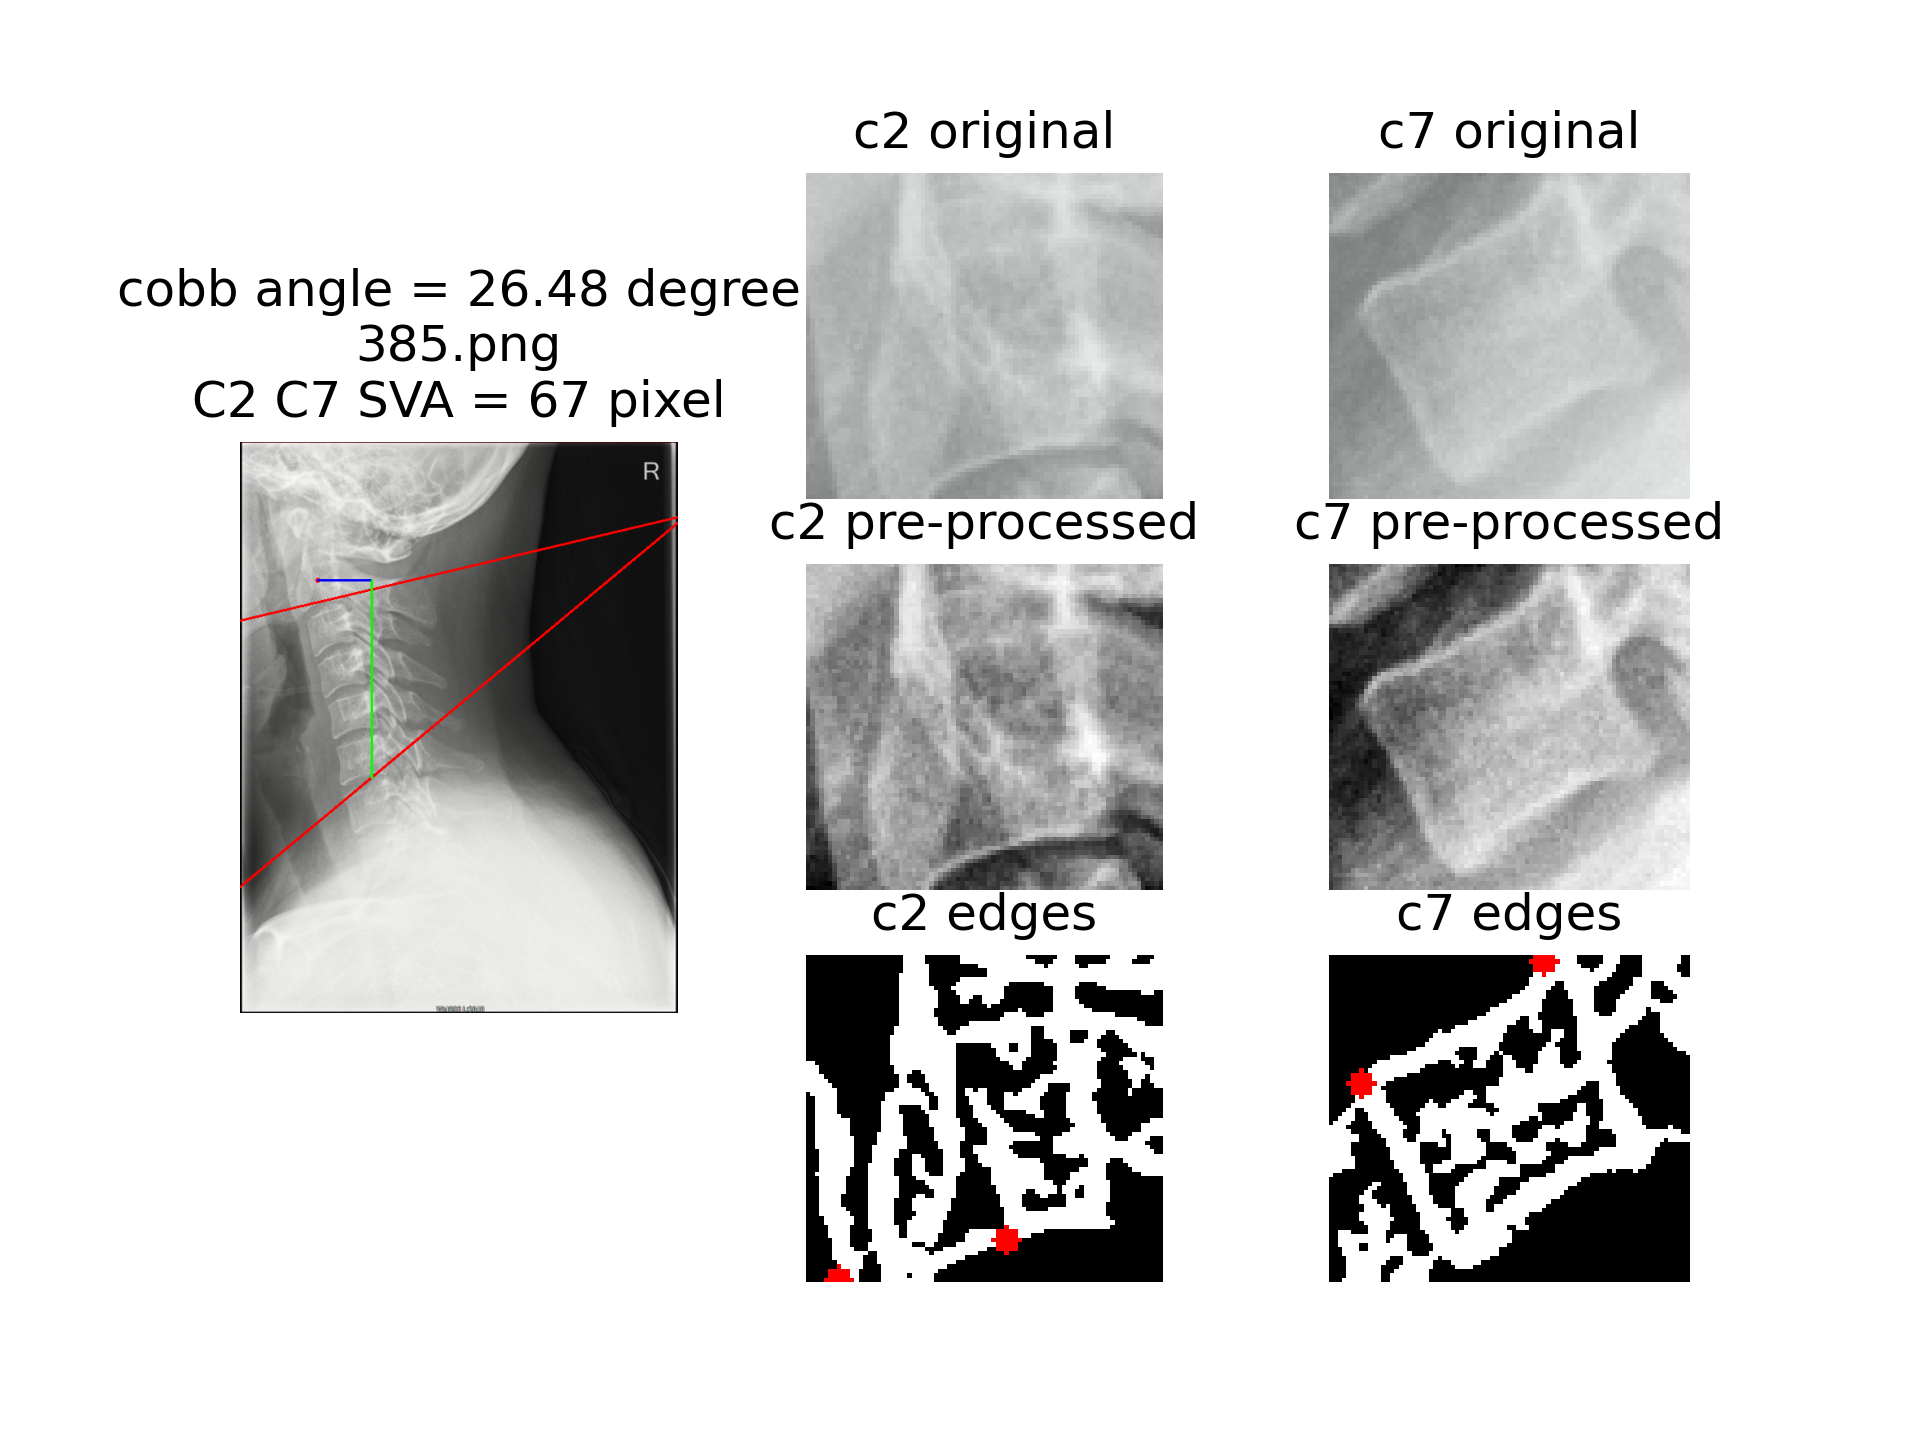 cobb angle = 26.48 degree
385.png
C2 C7 SVA = 67 pixel
R
c2 original
c7 original
c2 pre-processed
c7 pre-processed
c2 edges
c7 edges